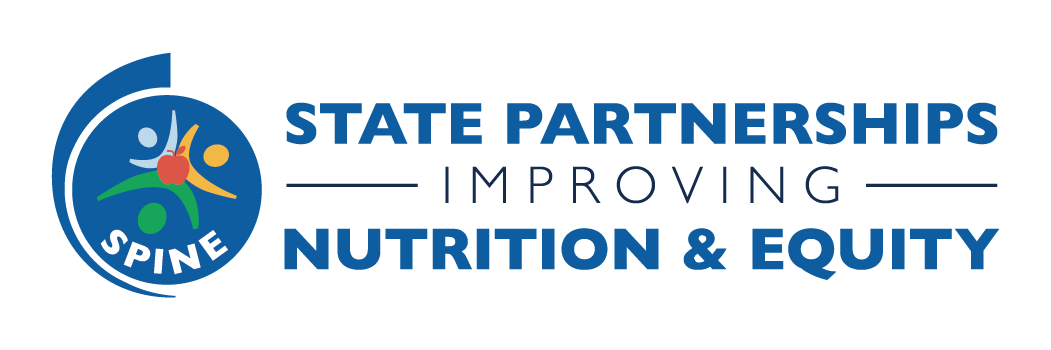 SPINE
STATE PARTNERSHIPS
IMPROVING
NUTRITION & EQUITY